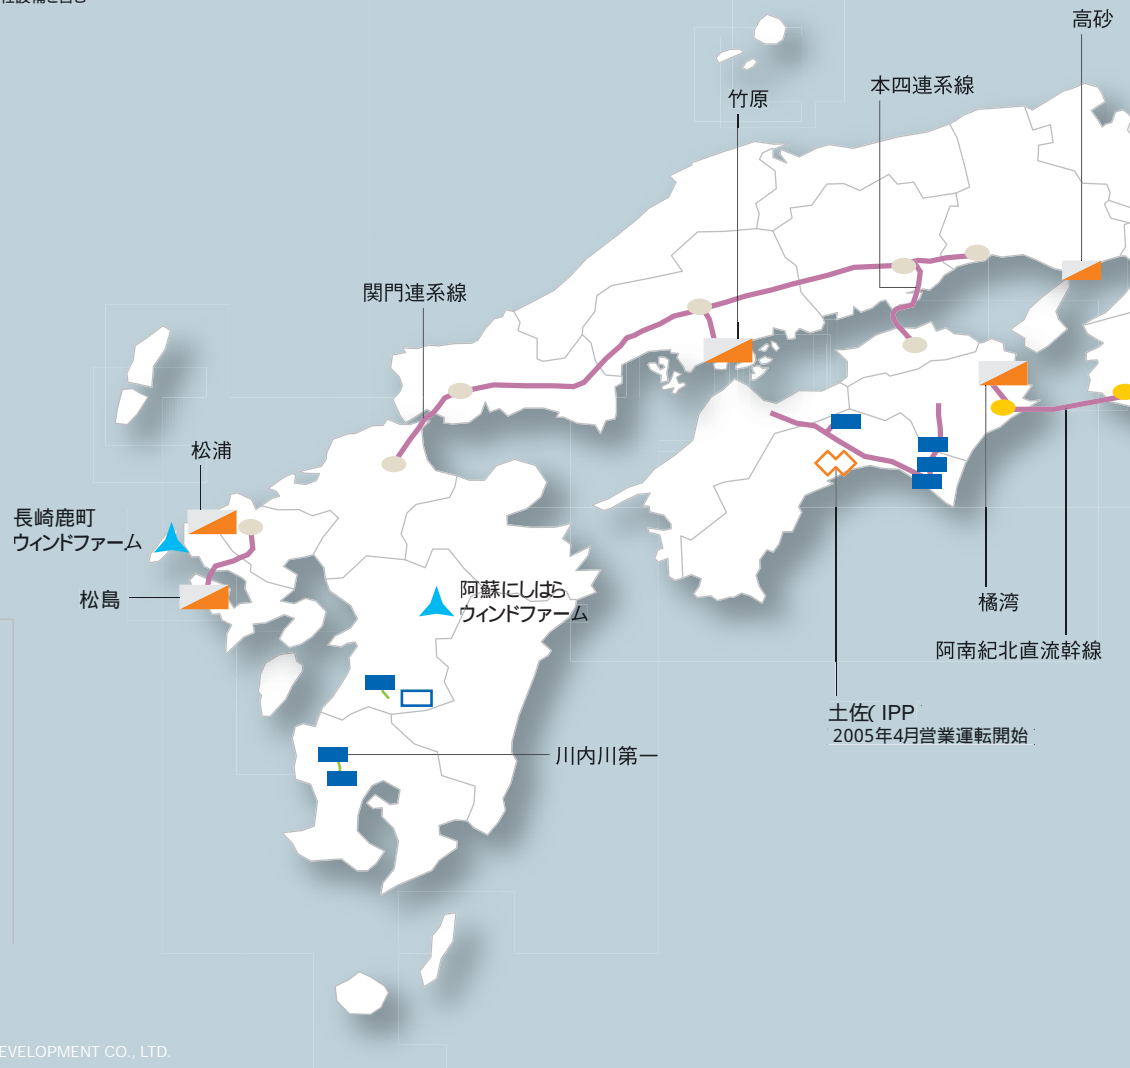 高砂
本四連系線
竹原
関門連系線
松浦
長崎鹿町
ウィンドファーム
阿蘇にしはら
ウィンドファーム
松島
橘湾
阿南紀北直流幹線
土佐( IPP
2005年4月営業運転開始
川内川第一
EVELOPMENT CO., LTD.